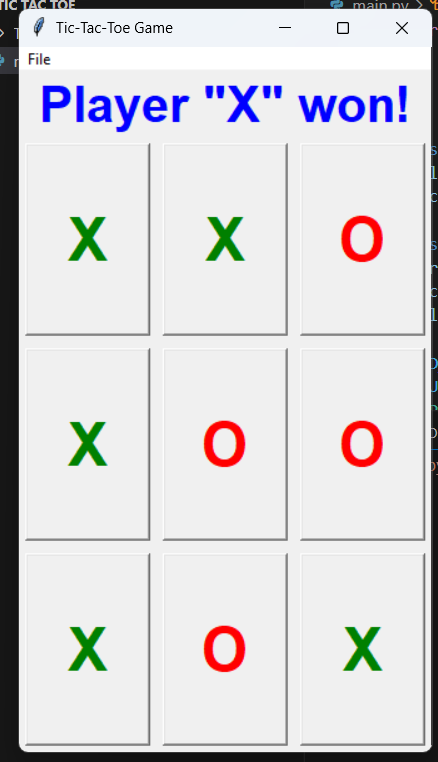 TIC TAC TOE
main.py
Tic-Tac-Toe Game
File
Player "X" won!
X X O
X O O
X O X